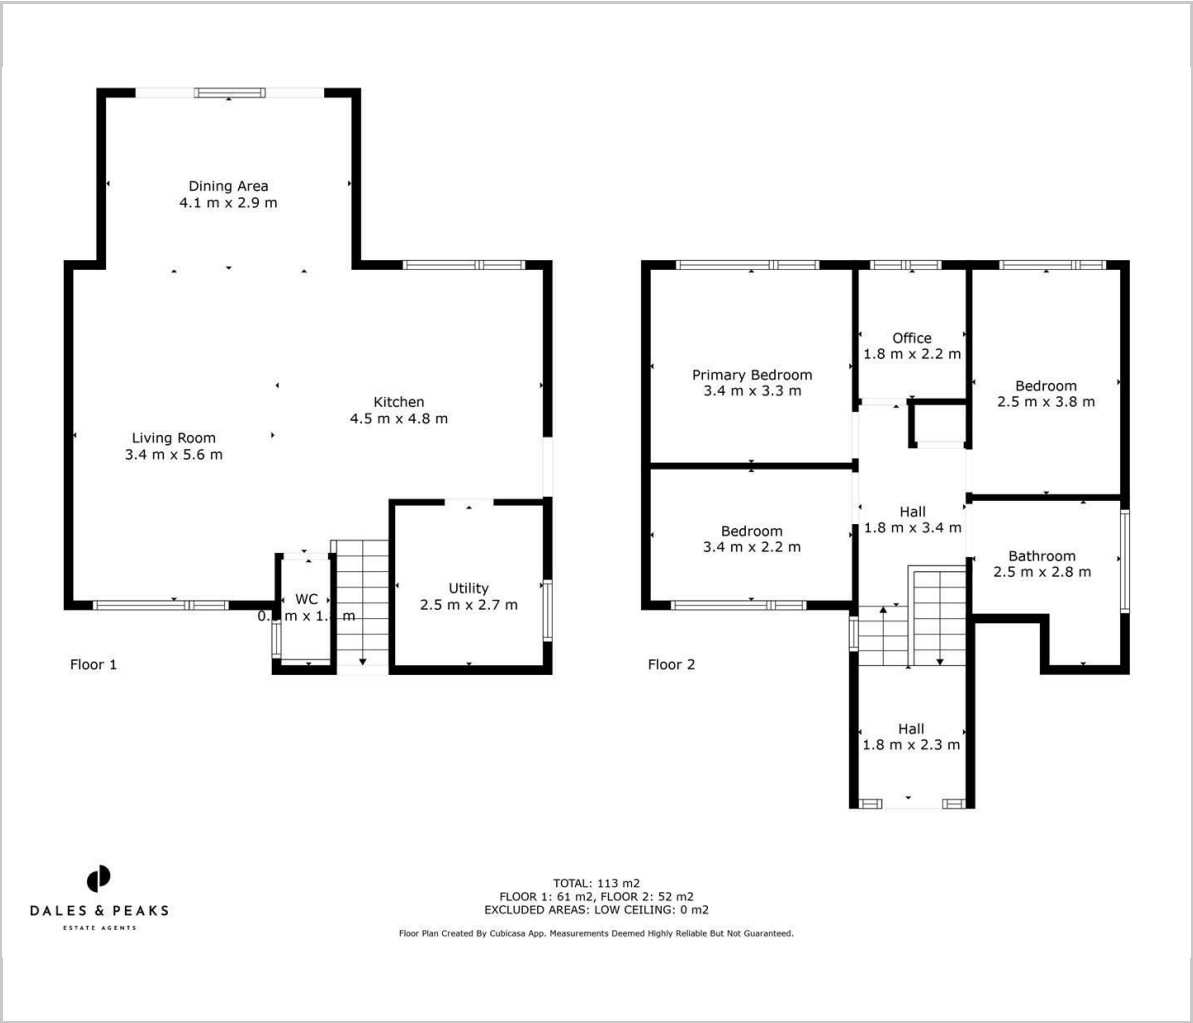 Dining Area
4.1 m x 2.9 m
Kitchen
4.5 m x 4.8 m
Living Room
3.4 m x 5.6 m
WC
m x
Utility
2.5 m x 2.7 m
Floor 1
Office
1.8 m x 2.2 m
Primary Bedroom
3.4 m x 3.3 m
Bedroom
2.5 m x 3.8 m
Hall
1.8 m x 3.4 m
Bedroom
3.4 m x 2.2 m
Bathroom
2.5 m x 2.8 m
Floor 2
Hall
1.8 m x 2.3 m
DALES & PEAKS
ESTATE AGENTS
TOTAL: 113 m2
FLOOR 1: 61 m2, FLOOR 2: 52 m2
EXCLUDED AREAS: LOW CEILING: 0 m2
Floor Plan Created By Cubicasa App. Measurements Deemed Highly Reliable But Not Guaranteed.